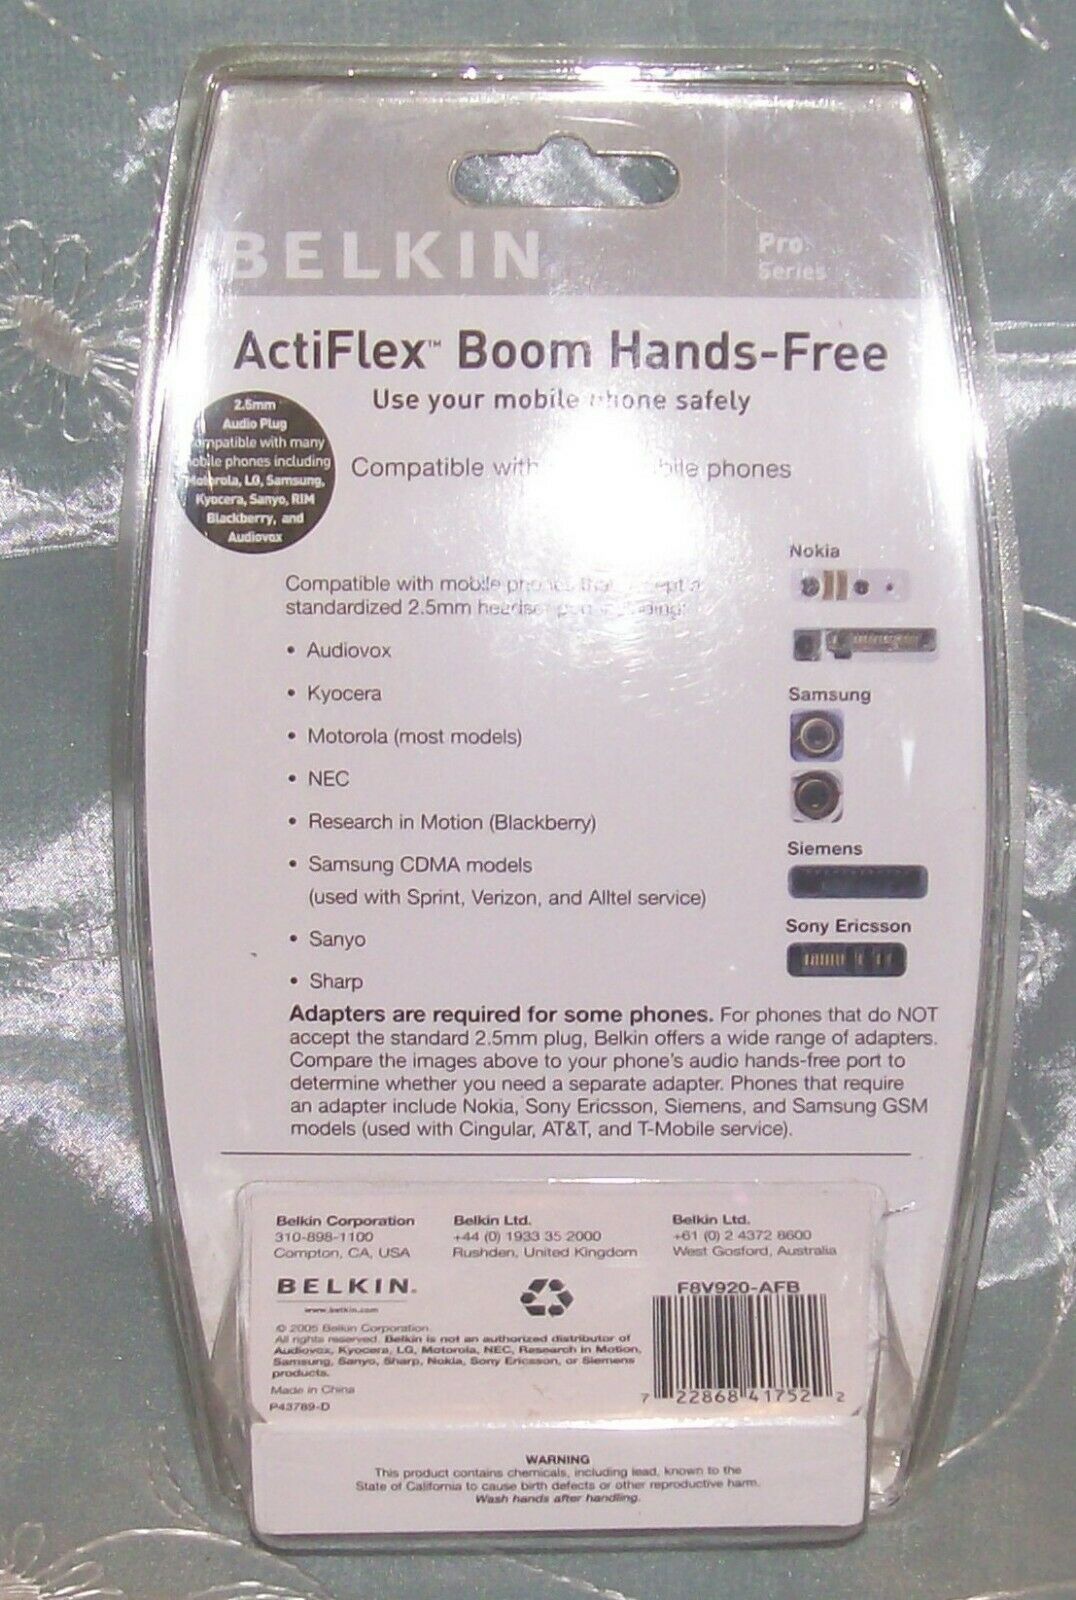 BELKIN
Pro
Series
ActiFlex™ Boom Hands-Free
Use your mobile phone safely
2.5mm
Audio Plug
compatible with many
mobile phones including
Motorola, LG, Samsung,
Kyocera, Sanyo, RIM
Blackberry, and
Audiovox
Compatible with mobile phones
Compatible with mobile phones that accept a
standardized 2.5mm headset
• Audiovox
• Kyocera
• Motorola (most models)
• NEC
• Research in Motion (Blackberry)
• Samsung CDMA models
(used with Sprint, Verizon, and Alltel service)
• Sanyo
• Sharp
Nokia
Samsung
Siemens
Sony Ericsson
Adapters are required for some phones. For phones that do NOT
accept the standard 2.5mm plug, Belkin offers a wide range of adapters.
Compare the images above to your phone's audio hands-free port to
determine whether you need a separate adapter. Phones that require
an adapter include Nokia, Sony Ericsson, Siemens, and Samsung GSM
models (used with Cingular, AT&T, and T-Mobile service).
Belkin Corporation
310-898-1100
Compton, CA, USA
Belkin Ltd.
+44 (0) 1933 35 2000
Rushden, United Kingdom
Belkin Ltd.
+61 (0) 2 4372 8600
West Gosford, Australia
BELKIN.
www.belkin.com
© 2005 Belkin Corporation.
All rights reserved. Belkin is not an authorized distributor of
Audiovox, Kyocera, LG, Motorola, NEC, Research in Motion,
Samsung, Sanyo, Sharp, Nokia, Sony Ericsson, or Siemens
products.
Made in China
P43789-D
F8V920-AFB
7 22868 41752 2
WARNING
This product contains chemicals, including lead, known to the
State of California to cause birth defects or other reproductive harm.
Wash hands after handling.